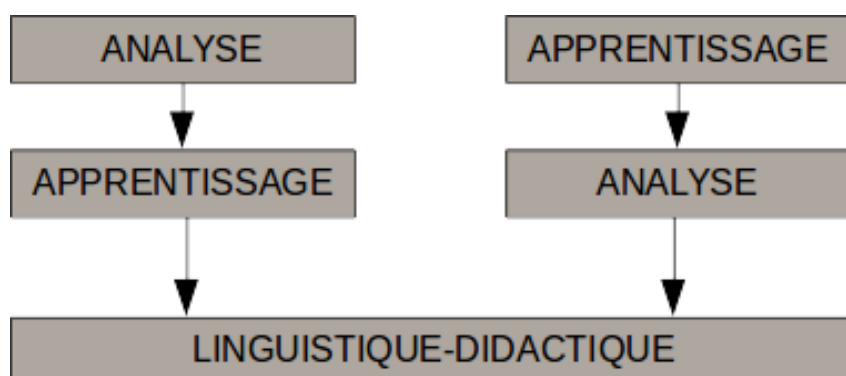 ANALYSE
APPRENTISSAGE
APPRENTISSAGE
ANALYSE
LINGUISTIQUE-DIDACTIQUE